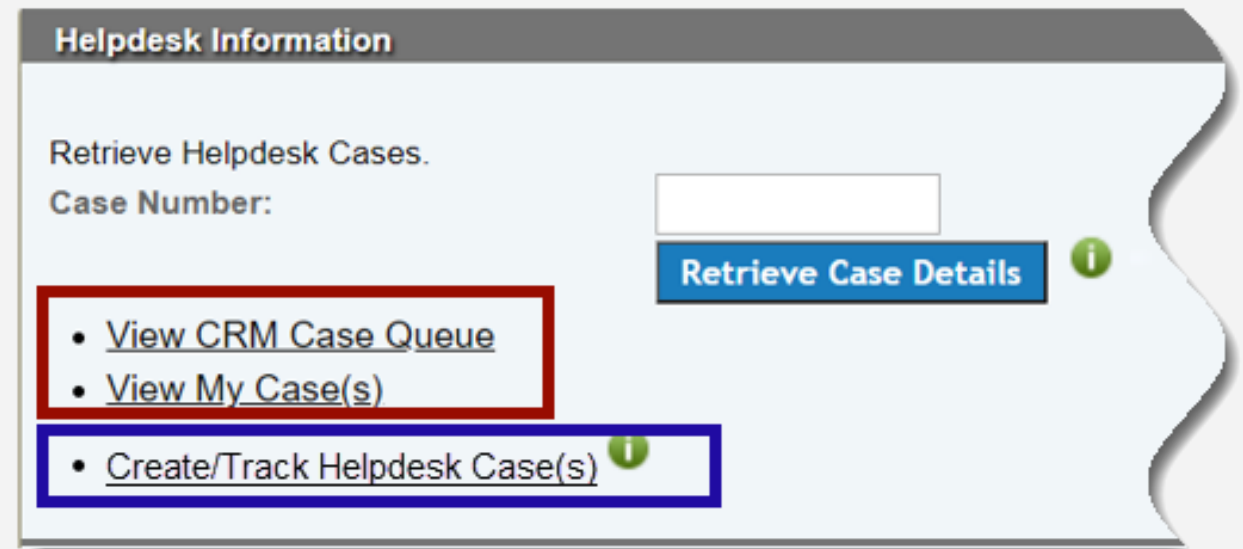 Helpdesk Information
Retrieve Helpdesk Cases.
Case Number:
Retrieve Case Details
View CRM Case Queue
View My Case(s)
Create/Track Helpdesk Case(s)